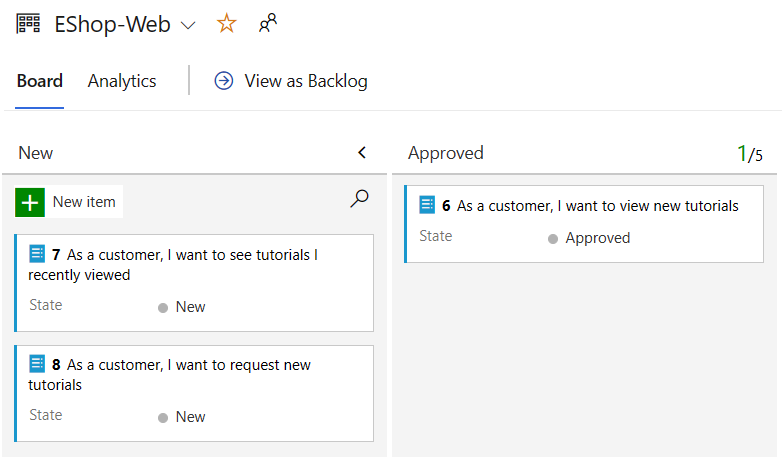 EShop-Web
Board Analytics View as Backlog
New
Approved 1/5
New item
7 As a customer, I want to see tutorials I
recently viewed
State New
8 As a customer, I want to request new
tutorials
State New
6 As a customer, I want to view new tutorials
State Approved